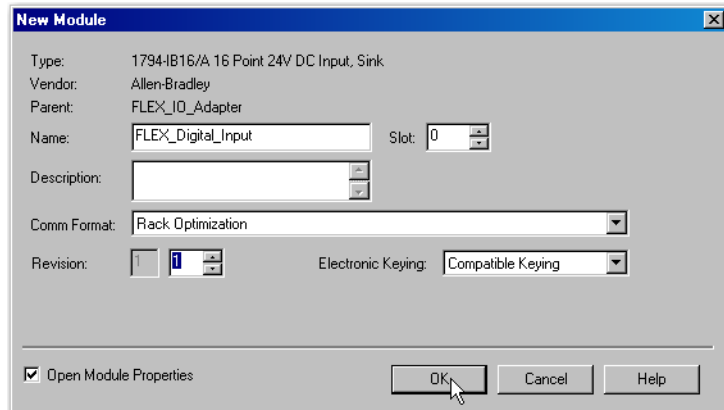 New Module
Type: 1794-IB16/A 16 Point 24V DC Input, Sink
Vendor: Allen-Bradley
Parent: FLEX_IO_Adapter
Name: FLEX_Digital_Input Slot: 0
Description:
Comm Format: Rack Optimization
Revision: 1 1 Electronic Keying: Compatible Keying
Open Module Properties OK Cancel Help